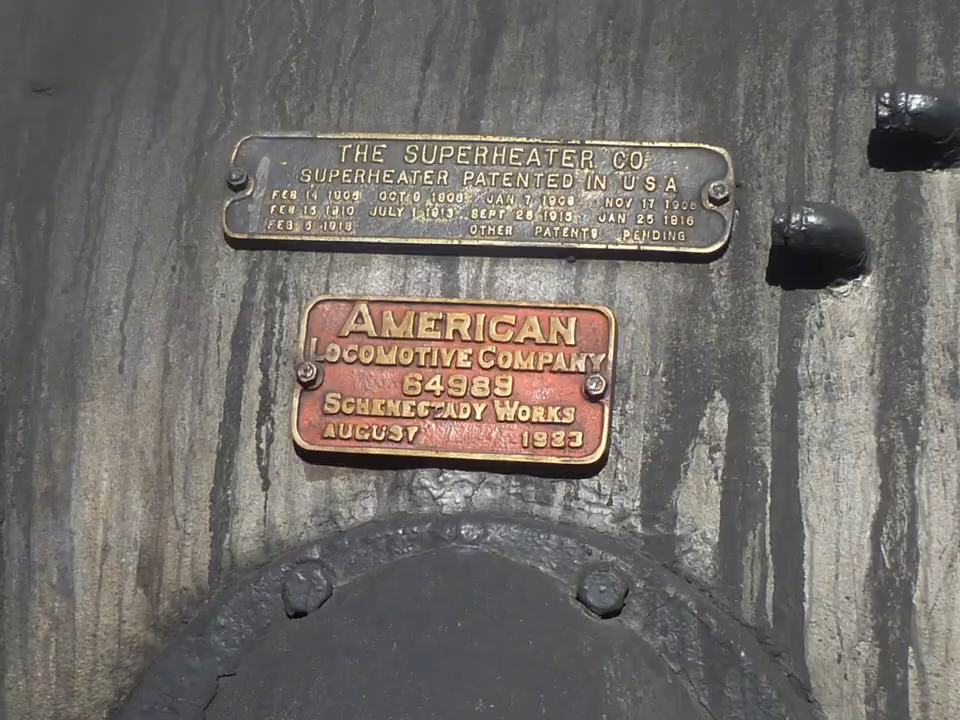 THE SUPERHEATER CO
SUPERHEATER PATENTED IN U S A
FEB 14 1905 OCT 9 1906 JAN 7 1908 NOV 17 1908
FEB 15 1910 JULY 1 1913 SEPT 28 1915 JAN 25 1916
FEB 5 1918 OTHER PATENTS PENDING
AMERICAN
LOCOMOTIVE COMPANY
64989
SCHENECTADY WORKS
AUGUST 1923